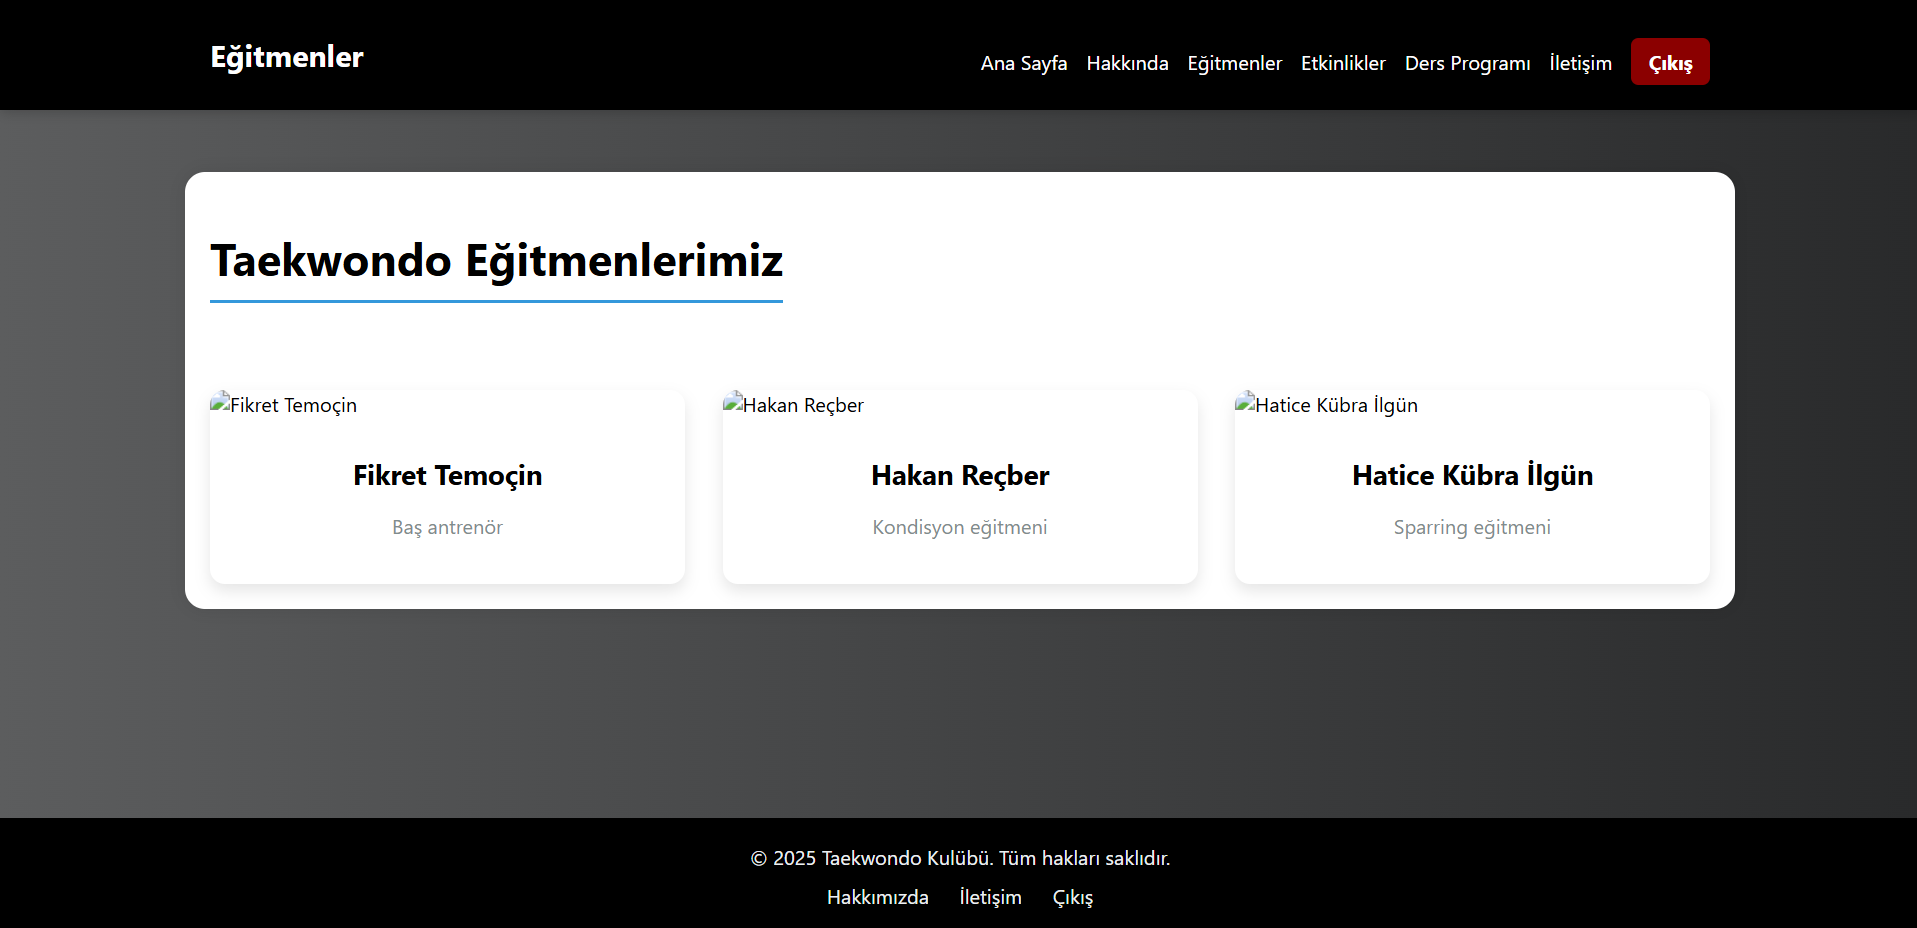 Eğitmenler
Ana Sayfa Hakkında Eğitmenler Etkinlikler Ders Programı İletişim Çıkış
Taekwondo Eğitmenlerimiz
Fikret Temoçin
Fikret Temoçin
Baş antrenör
Hakan Reçber
Hakan Reçber
Kondisyon eğitmeni
Hatice Kübra İlgün
Hatice Kübra İlgün
Sparring eğitmeni
© 2025 Taekwondo Kulübü. Tüm hakları saklıdır.
Hakkımızda İletişim Çıkış